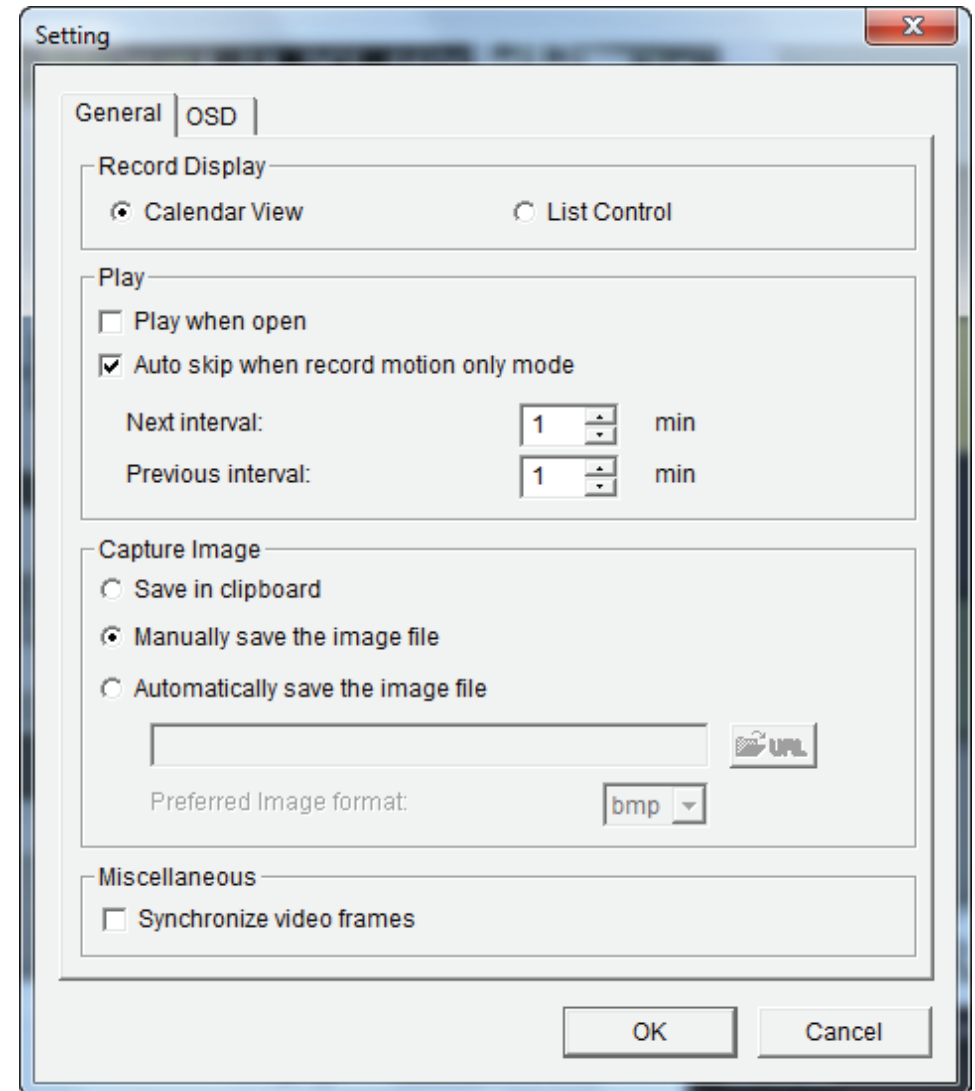 Setting
General OSD
Record Display
Calendar View List Control
Play
Play when open
Auto skip when record motion only mode
Next interval: 1 min
Previous interval: 1 min
Capture Image
Save in clipboard
Manually save the image file
Automatically save the image file
URL
Preferred Image format: bmp
Miscellaneous
Synchronize video frames
OK Cancel